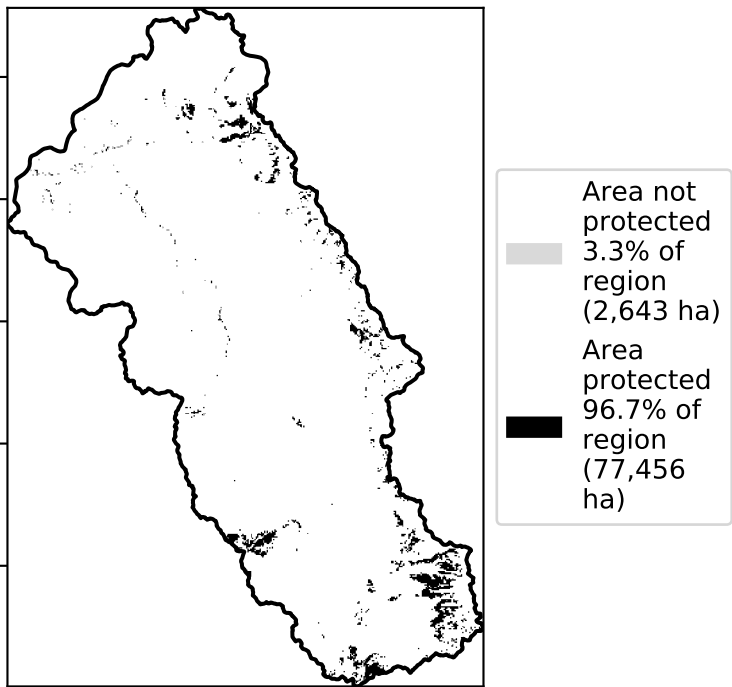 Area not
protected
3.3% of
region
(2,643 ha)
Area
protected
96.7% of
region
(77,456
ha)